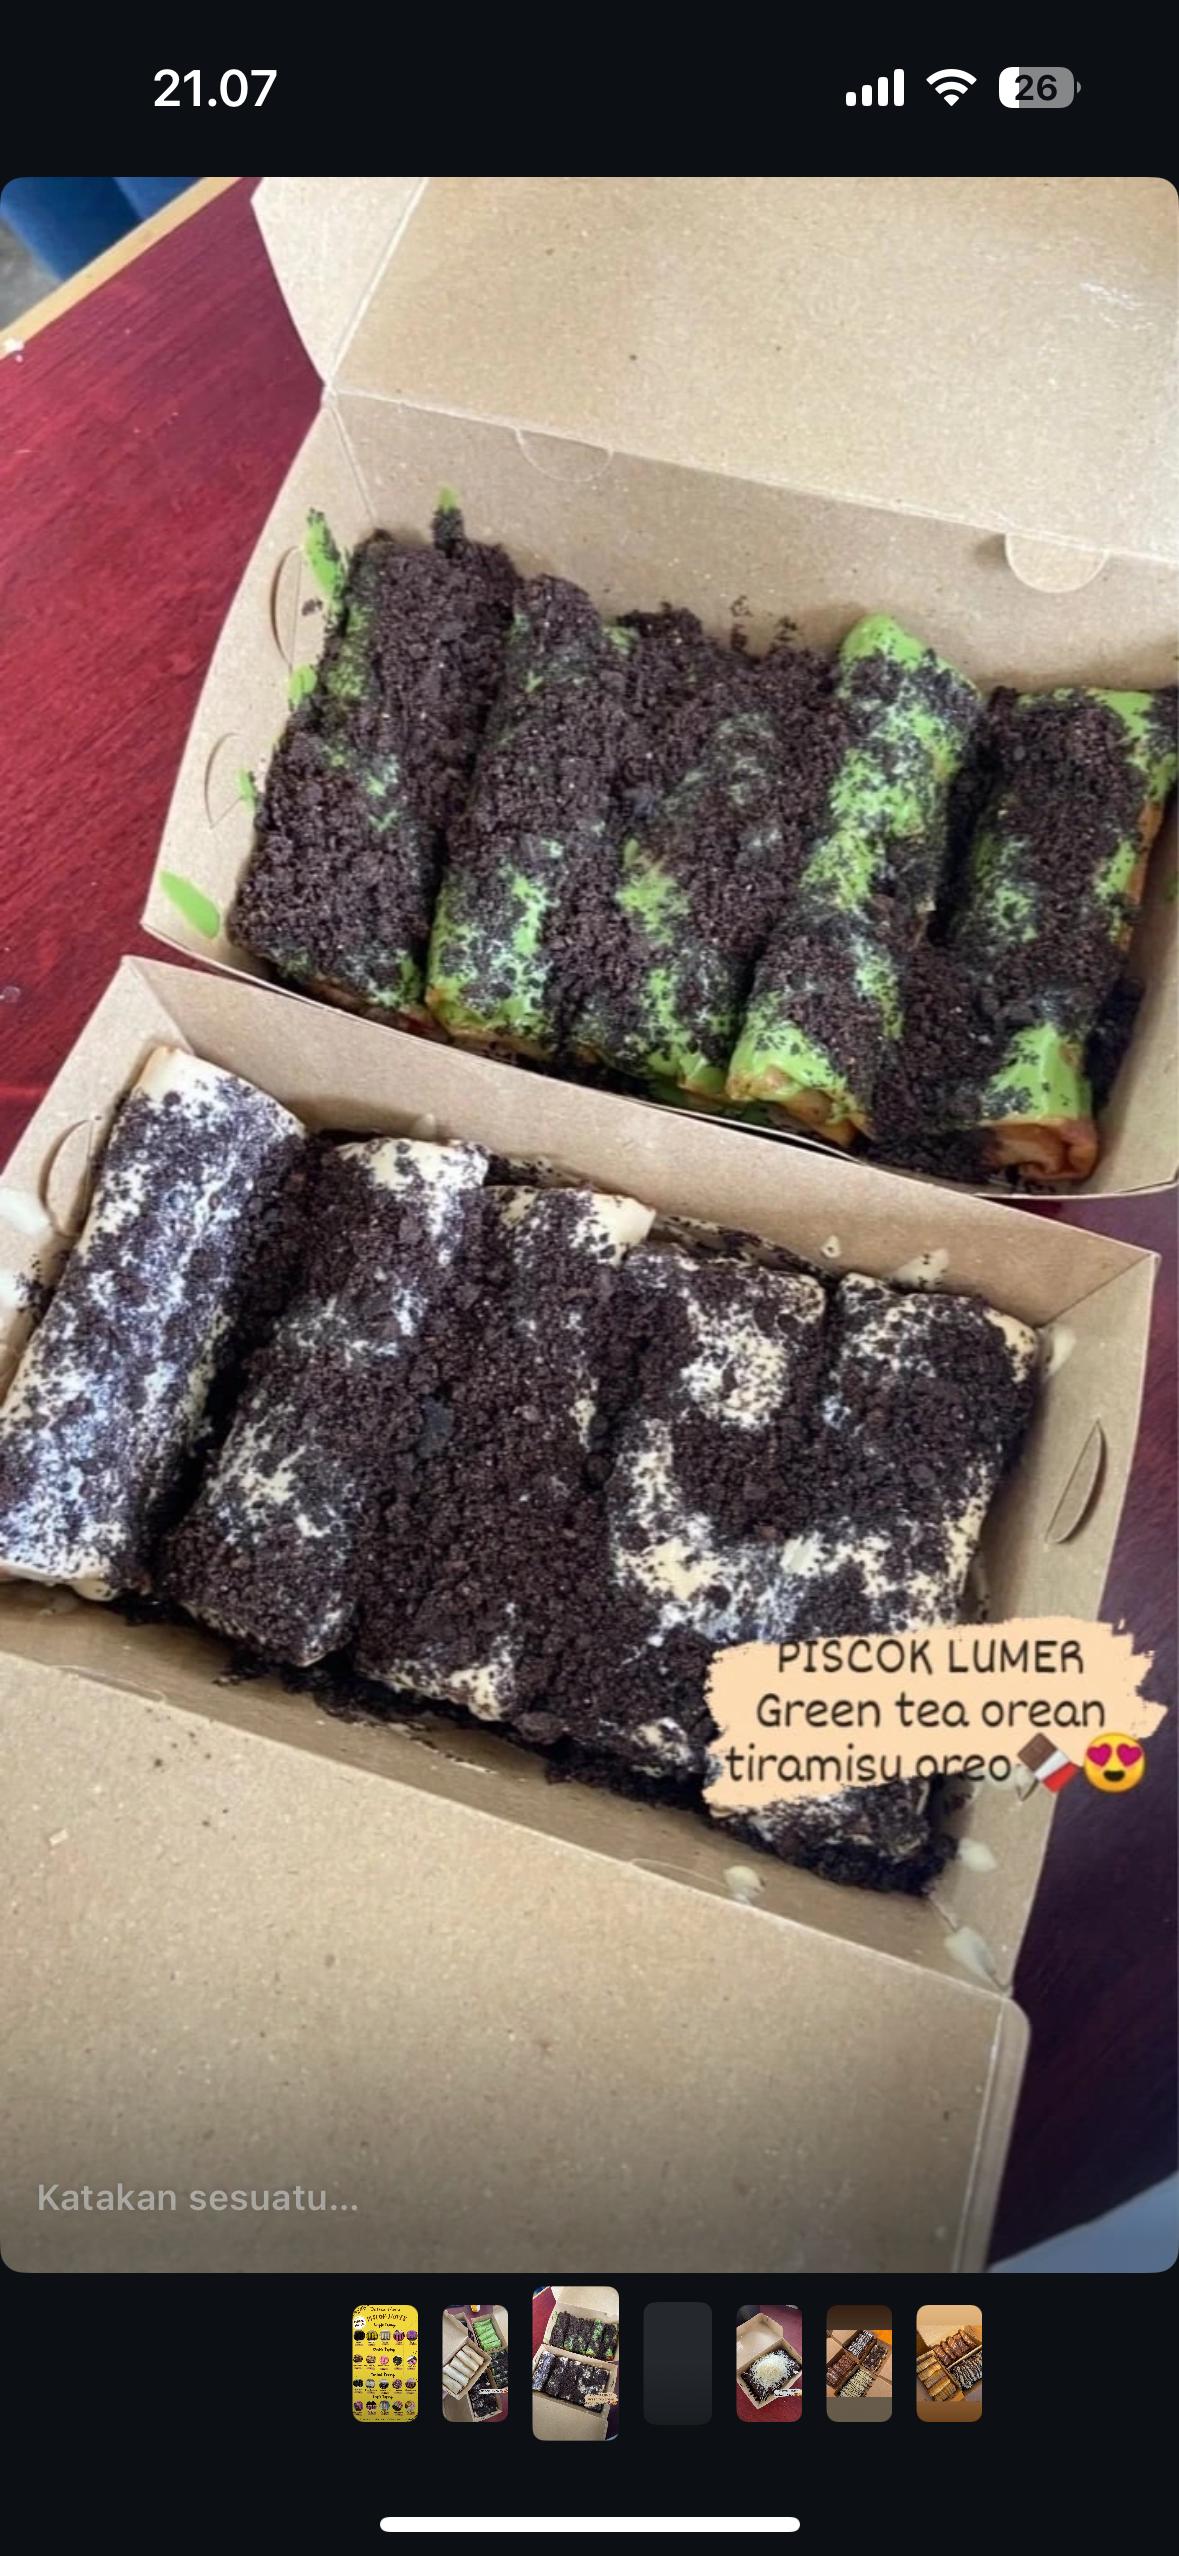 21.07
26
PISCOK LUMER
Green tea orean
tiramisu oreo🍫😍
Katakan sesuatu...